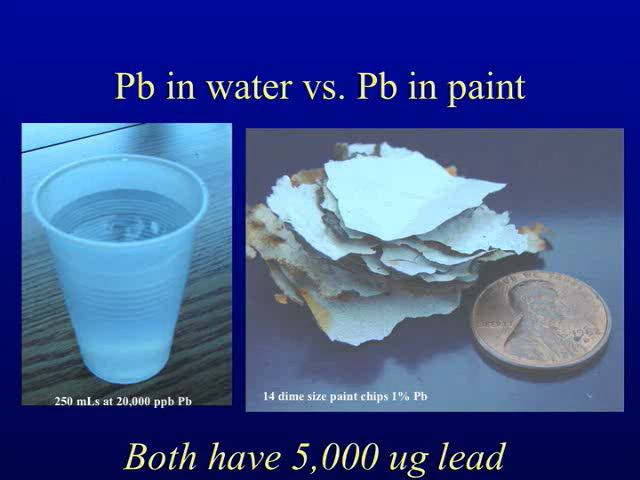 Pb in water vs. Pb in paint
250 mLs at 20,000 ppb Pb
14 dime size paint chips 1% Pb
LIBERTY
Both have 5,000 ug lead